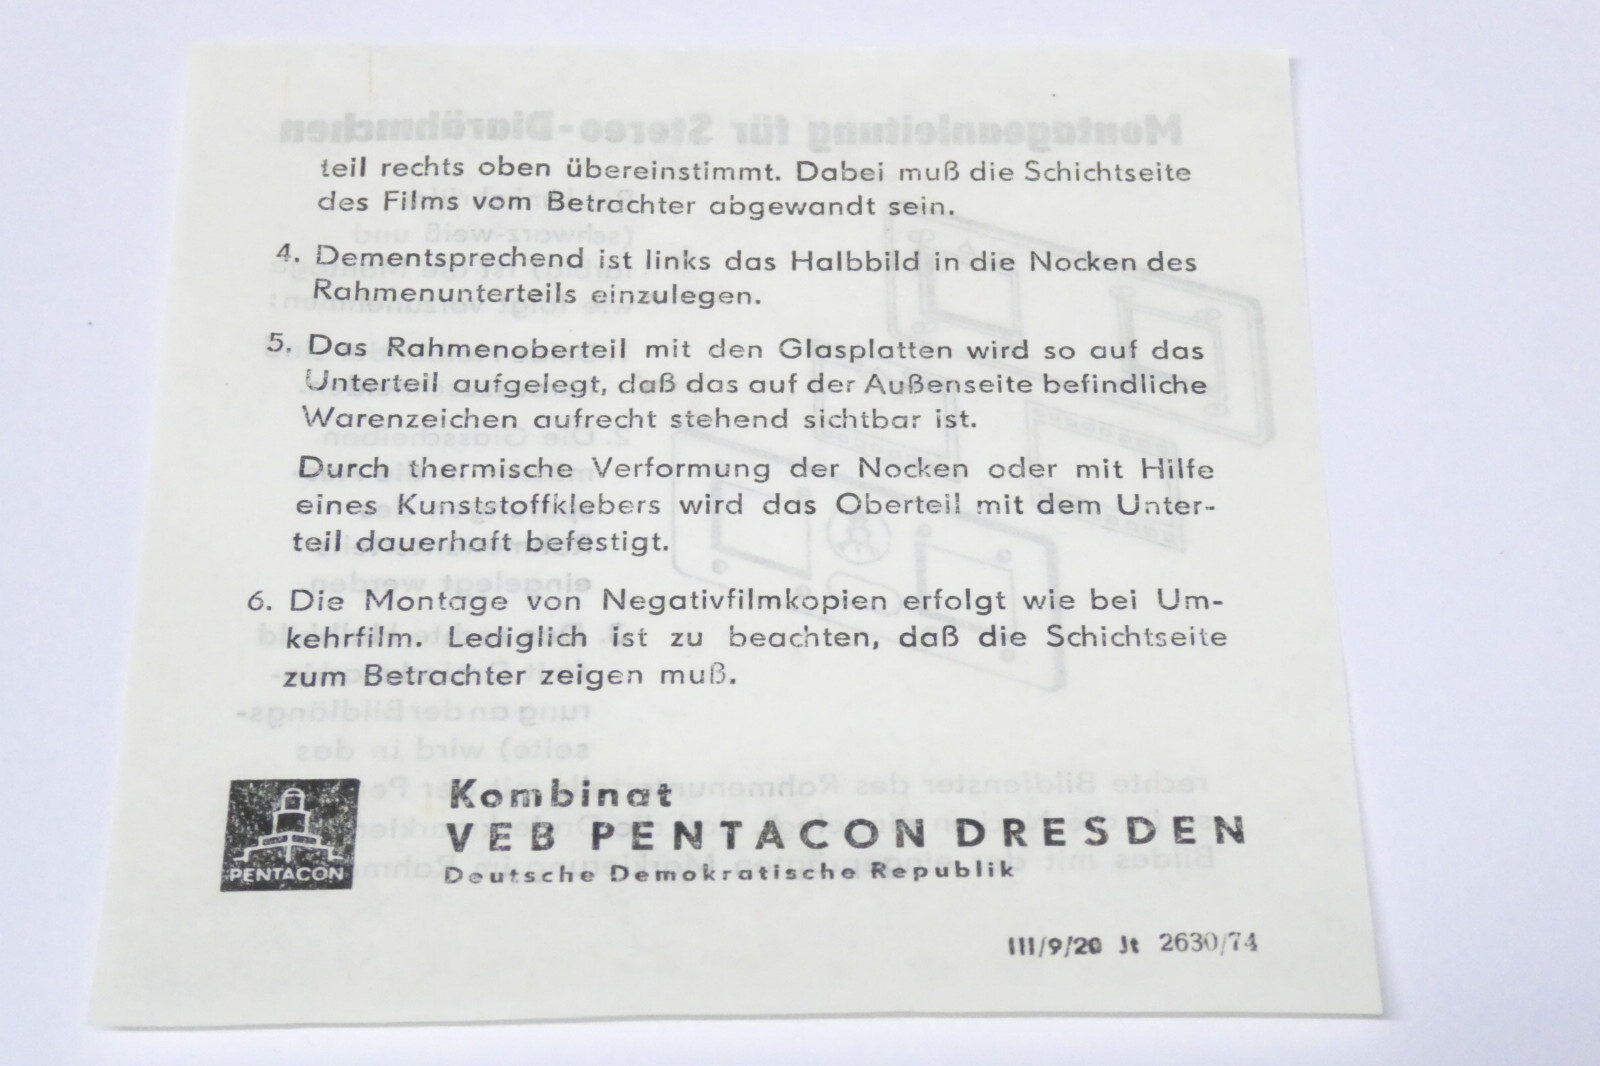 Montageanleitung für Stereo-Diarähmchen
teil rechts oben übereinstimmt. Dabei muß die Schichtseite
des Films vom Betrachter abgewandt sein.
4. Dementsprechend ist links das Halbbild in die Nocken des
Rahmenunterteils einzulegen.
5. Das Rahmenoberteil mit den Glasplatten wird so auf das
Unterteil aufgelegt, daß das auf der Außenseite befindliche
Warenzeichen aufrecht stehend sichtbar ist.
Durch thermische Verformung der Nocken oder mit Hilfe
eines Kunststoffklebers wird das Oberteil mit dem Unter-
teil dauerhaft befestigt.
6. Die Montage von Negativfilmkopien erfolgt wie bei Um-
kehrfilm. Lediglich ist zu beachten, daß die Schichtseite
zum Betrachter zeigen muß.
PENTACON
Kombinat
VEB PENTACON DRESDEN
Deutsche Demokratische Republik
III/9/20 Jt 2630/74